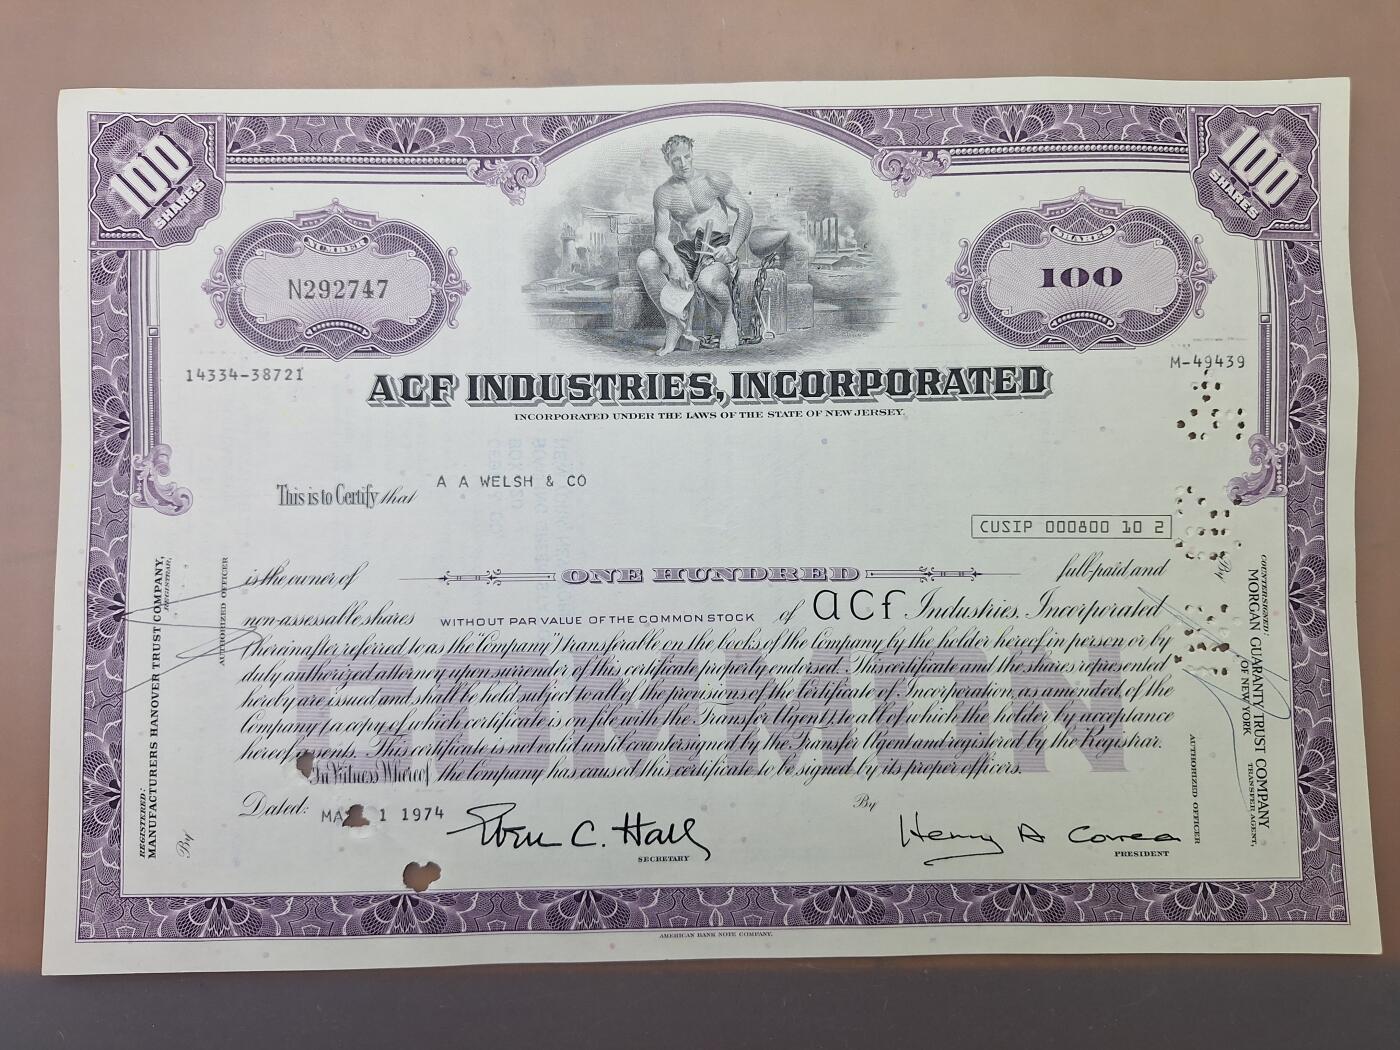 100 SHARES
100 SHARES
NUMBER
N292747
SHARES
100
14334-38721
M-49439
ACF INDUSTRIES, INCORPORATED
INCORPORATED UNDER THE LAWS OF THE STATE OF NEW JERSEY.
This is to Certify that
A A WELSH & CO
CUSIP 000800 10 2
is the owner of ONE HUNDRED full-paid and
non-assessable shares WITHOUT PAR VALUE OF THE COMMON STOCK of acf Industries, Incorporated
(hereinafter referred to as the "Company") transferable on the books of the Company by the holder hereof in person or by
duly authorized attorney upon surrender of this certificate properly endorsed. This certificate and the shares represented
hereby are issued and shall be held subject to all of the provisions of the Certificate of Incorporation, as amended, of the
Company (a copy of which certificate is on file with the Transfer Agent), to all of which the holder by acceptance
hereof assents. This certificate is not valid until countersigned by the Transfer Agent and registered by the Registrar.
In Witness Whereof, the Company has caused this certificate to be signed by its proper officers.
COMMON
Dated: MA 1 1974
Eben C. Hall
SECRETARY
By
Henry A Correa
PRESIDENT
REGISTERED:
MANUFACTURERS HANOVER TRUST COMPANY,
REGISTRAR,
By
AUTHORIZED OFFICER
COUNTERSIGNED:
MORGAN GUARANTY TRUST COMPANY
OF NEW YORK
TRANSFER AGENT,
By
AUTHORIZED OFFICER
AMERICAN BANK NOTE COMPANY.